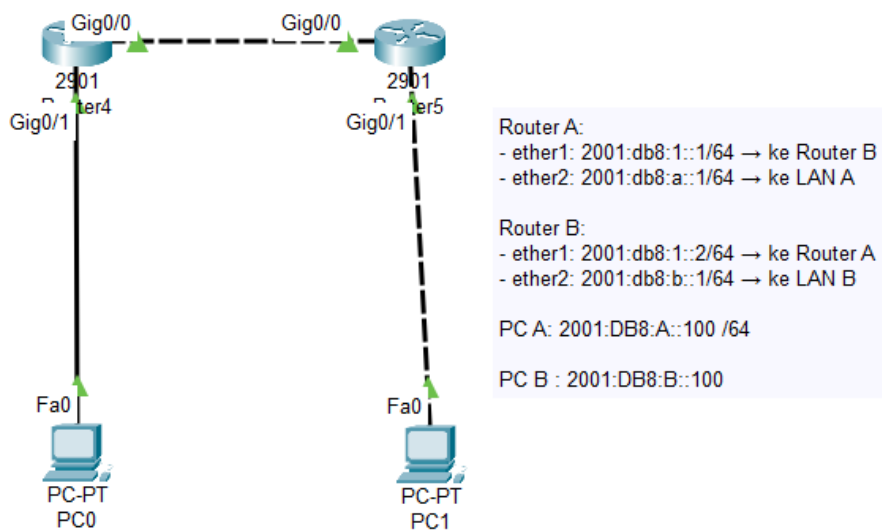 Gig0/0
Gig0/0
2901
2901
Gig0/1
Gig0/1
Fa0
Fa0
PC-PT
PC0
PC-PT
PC1
Router A:
- ether1: 2001:db8:1::1/64 → ke Router B
- ether2: 2001:db8:a::1/64 → ke LAN A
Router B:
- ether1: 2001:db8:1::2/64 → ke Router A
- ether2: 2001:db8:b::1/64 → ke LAN B
PC A: 2001:DB8:A::100 /64
PC B : 2001:DB8:B::100